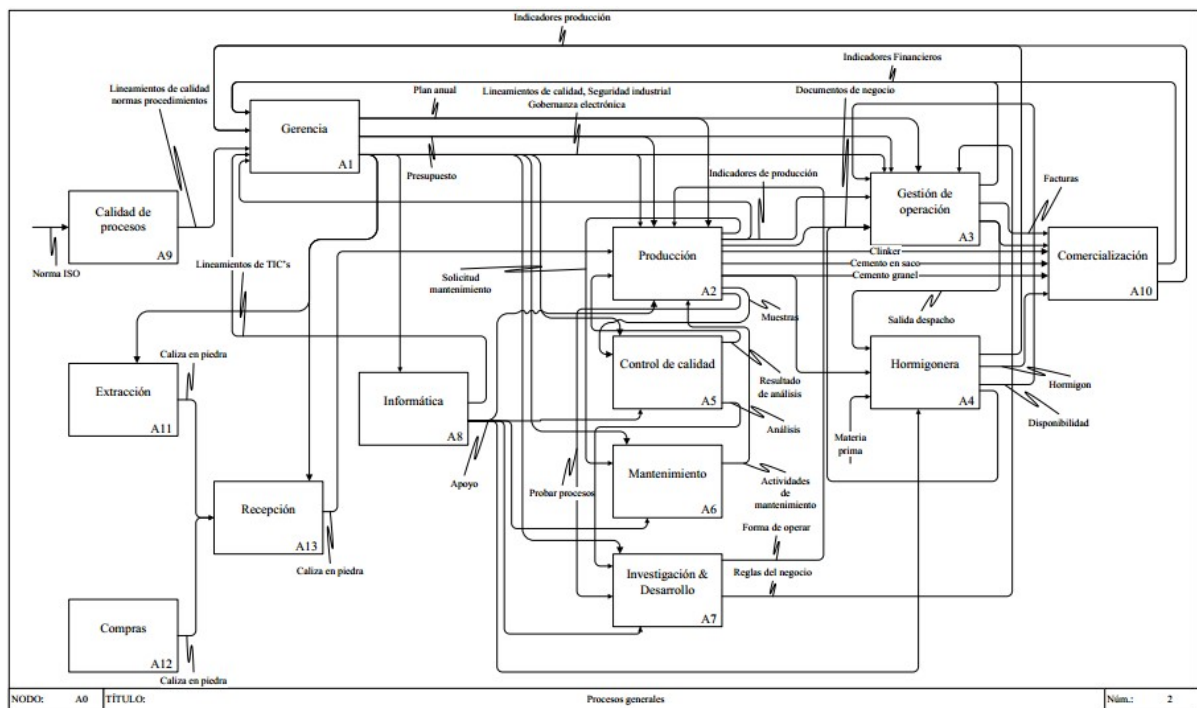 Indicadores producción
Indicadores Financieros
Lineamientos de calidad
normas procedimientos
Plan anual
Lineamientos de calidad, Seguridad industrial
Gobernanza electrónica
Documentos de negocio
Gerencia
A1
Presupuesto
Indicadores de producción
Gestión de
operación
A3
Facturas
Calidad de
procesos
A9
Norma ISO
Lineamientos de TIC's
Solicitud
mantenimiento
Producción
A2
Clinker
Cemento en saco
Cemento granel
Comercialización
A10
Muestras
Salida despacho
Caliza en piedra
Extracción
A11
Informática
A8
Control de calidad
A5
Resultado
de análisis
Análisis
Hormigonera
A4
Hormigon
Disponibilidad
Materia
prima
Apoyo
Probar procesos
Mantenimiento
A6
Actividades
de
mantenimiento
Recepción
A13
Caliza en piedra
Forma de operar
Investigación &
Desarrollo
A7
Reglas del negocio
Compras
A12
Caliza en piedra
NODO: A0 TÍTULO: Procesos generales Núm.: 2